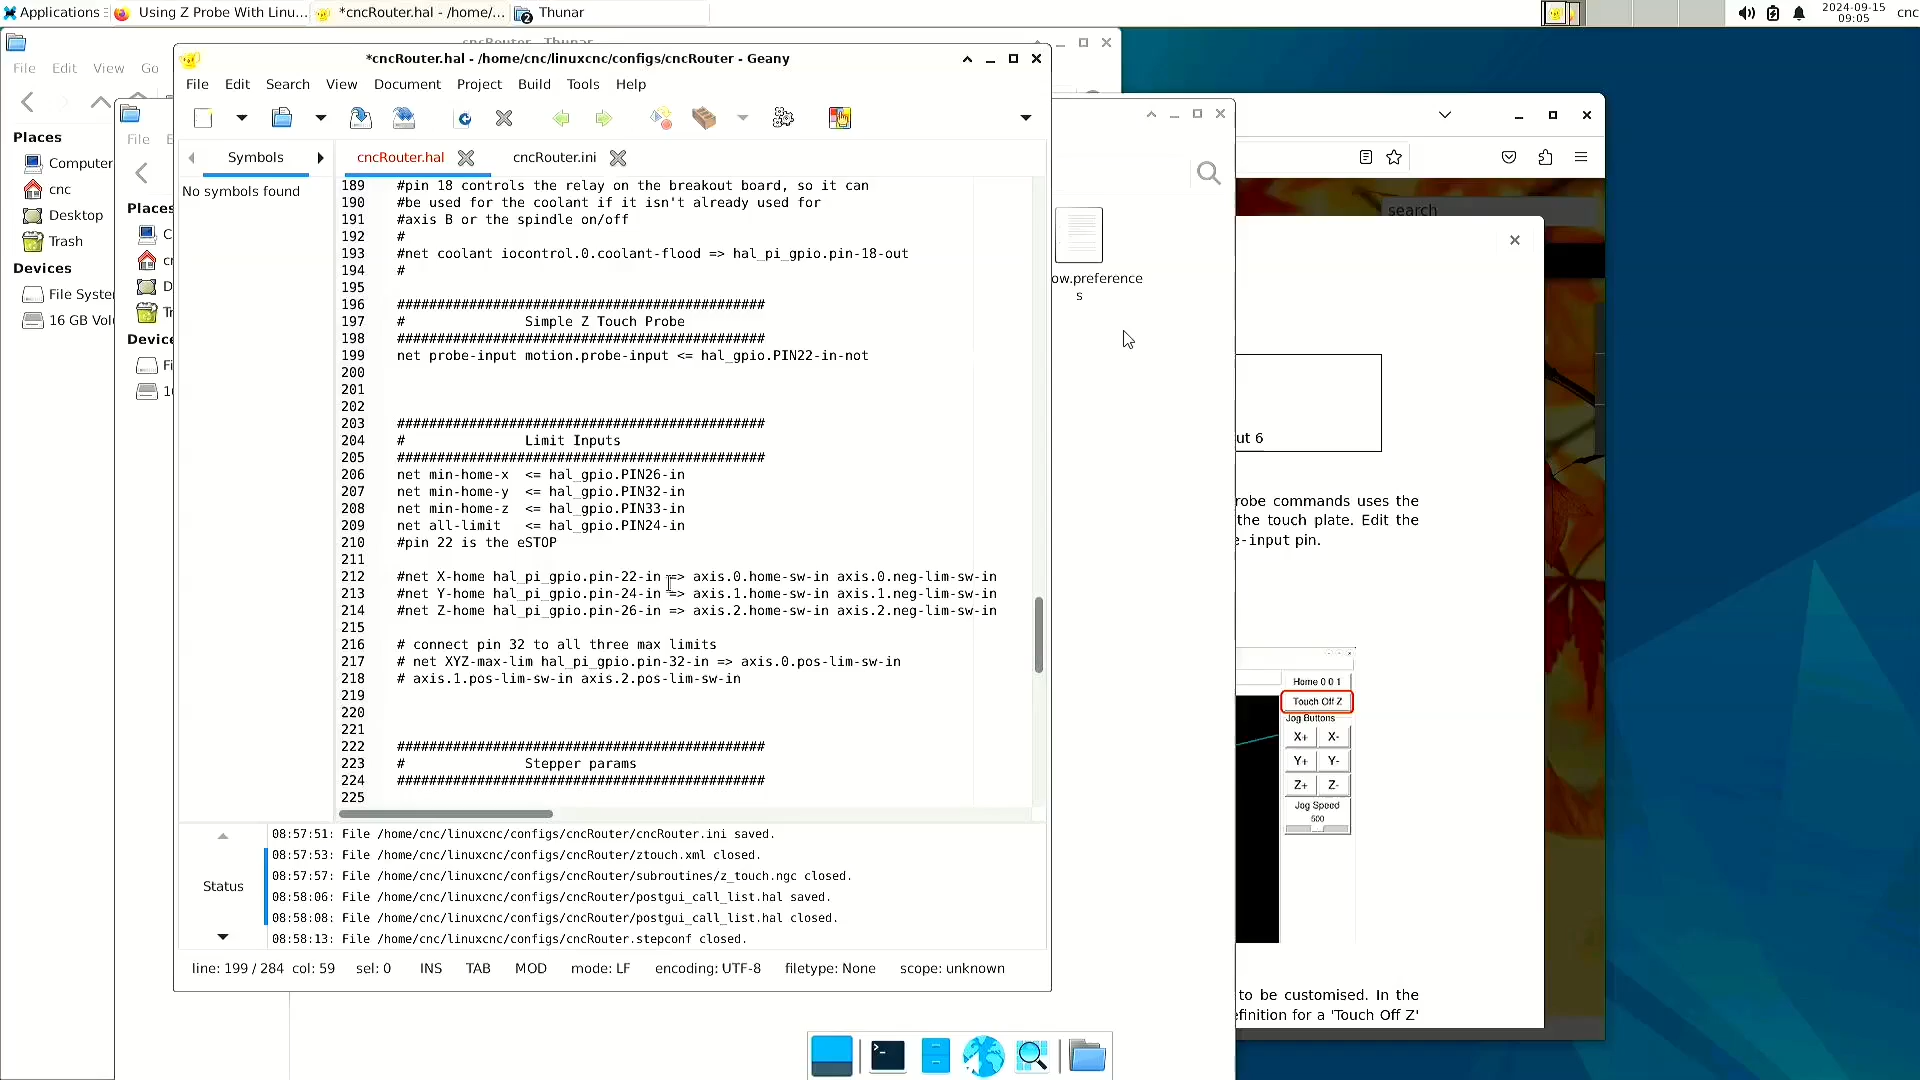 Applications
Using Z Probe With Linu...
*cncRouter.hal - /home/...
Thunar
2024-09-15
09:05
cnc
File Edit View Go
*cncRouter.hal - /home/cnc/linuxcnc/configs/cncRouter - Geany
File Edit Search View Document Project Build Tools Help
Places
Computer
cnc
Desktop
Trash
Devices
File Syste
16 GB Vol
File
Places
Device
Symbols
cncRouter.hal
cncRouter.ini
No symbols found
189 #pin 18 controls the relay on the breakout board, so it can
190 #be used for the coolant if it isn't already used for
191 #axis B or the spindle on/off
192 #
193 #net coolant iocontrol.0.coolant-flood => hal_pi_gpio.pin-18-out
194 #
195
196 ##############################################
197 # Simple Z Touch Probe
198 ##############################################
199 net probe-input motion.probe-input <= hal_gpio.PIN22-in-not
200
201
202
203 ##############################################
204 # Limit Inputs
205 ##############################################
206 net min-home-x <= hal_gpio.PIN26-in
207 net min-home-y <= hal_gpio.PIN32-in
208 net min-home-z <= hal_gpio.PIN33-in
209 net all-limit <= hal_gpio.PIN24-in
210 #pin 22 is the eSTOP
211
212 #net X-home hal_pi_gpio.pin-22-in => axis.0.home-sw-in axis.0.neg-lim-sw-in
213 #net Y-home hal_pi_gpio.pin-24-in => axis.1.home-sw-in axis.1.neg-lim-sw-in
214 #net Z-home hal_pi_gpio.pin-26-in => axis.2.home-sw-in axis.2.neg-lim-sw-in
215
216 # connect pin 32 to all three max limits
217 # net XYZ-max-lim hal_pi_gpio.pin-32-in => axis.0.pos-lim-sw-in
218 # axis.1.pos-lim-sw-in axis.2.pos-lim-sw-in
219
220
221
222 ##############################################
223 # Stepper params
224 ##############################################
225
Status
08:57:51: File /home/cnc/linuxcnc/configs/cncRouter/cncRouter.ini saved.
08:57:53: File /home/cnc/linuxcnc/configs/cncRouter/ztouch.xml closed.
08:57:57: File /home/cnc/linuxcnc/configs/cncRouter/subroutines/z_touch.ngc closed.
08:58:06: File /home/cnc/linuxcnc/configs/cncRouter/postgui_call_list.hal saved.
08:58:08: File /home/cnc/linuxcnc/configs/cncRouter/postgui_call_list.hal closed.
08:58:13: File /home/cnc/linuxcnc/configs/cncRouter.stepconf closed.
line: 199 / 284 col: 59 sel: 0 INS TAB MOD mode: LF encoding: UTF-8 filetype: None scope: unknown
ow.preference
s
search
ut 6
robe commands uses the
the touch plate. Edit the
e-input pin.
Home 0 0 1
Touch Off Z
Jog Buttons
X+ X-
Y+ Y-
Z+ Z-
Jog Speed
500
to be customised. In the
efinition for a 'Touch Off Z'